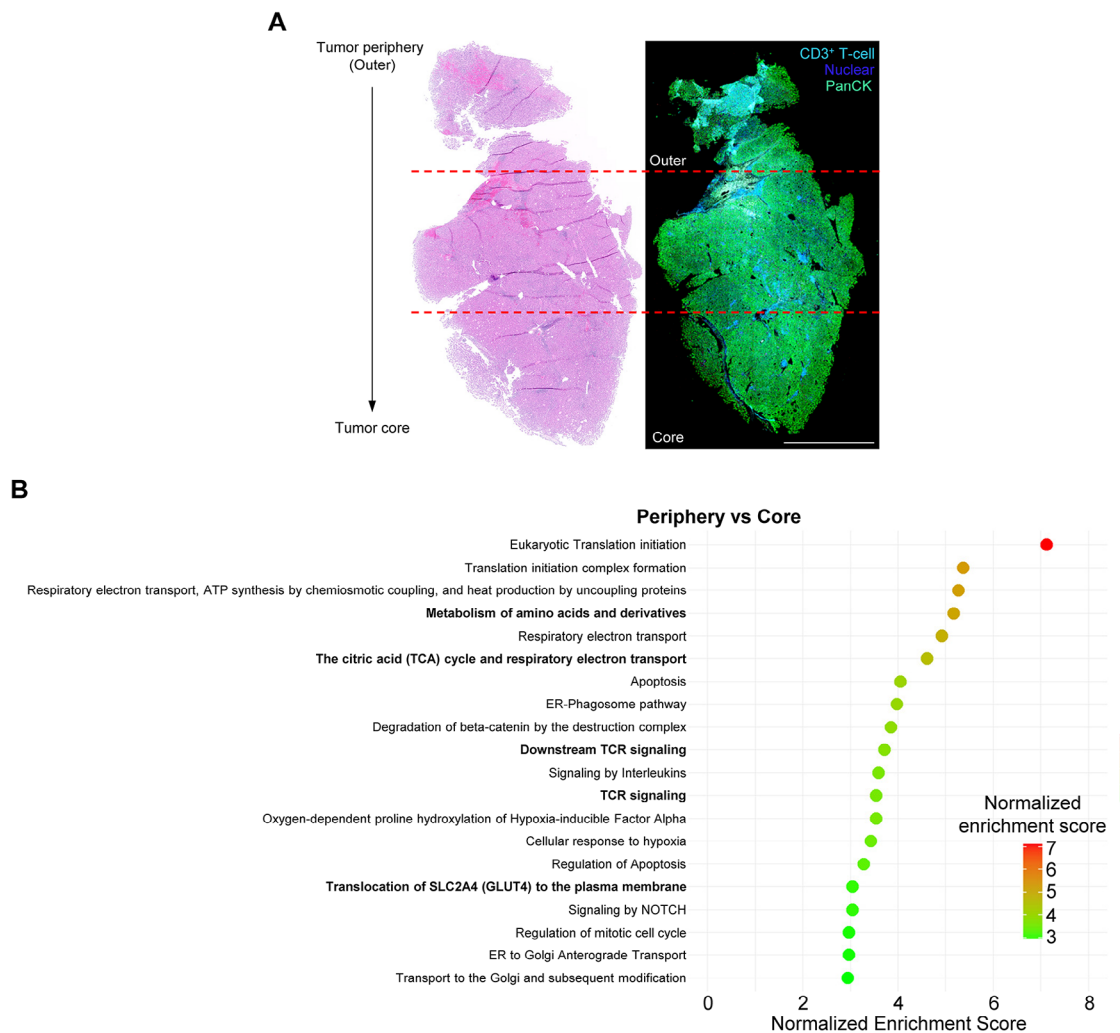 A
Tumor periphery
(Outer)
Tumor core
CD3⁺ T-cell
Nuclear
PanCK
Outer
Core
B
Periphery vs Core
Eukaryotic Translation initiation
Translation initiation complex formation
Respiratory electron transport, ATP synthesis by chemiosmotic coupling, and heat production by uncoupling proteins
Metabolism of amino acids and derivatives
Respiratory electron transport
The citric acid (TCA) cycle and respiratory electron transport
Apoptosis
ER-Phagosome pathway
Degradation of beta-catenin by the destruction complex
Downstream TCR signaling
Signaling by Interleukins
TCR signaling
Oxygen-dependent proline hydroxylation of Hypoxia-inducible Factor Alpha
Cellular response to hypoxia
Regulation of Apoptosis
Translocation of SLC2A4 (GLUT4) to the plasma membrane
Signaling by NOTCH
Regulation of mitotic cell cycle
ER to Golgi Anterograde Transport
Transport to the Golgi and subsequent modification
Normalized
enrichment score
7
6
5
4
3
0 2 4 6 8
Normalized Enrichment Score